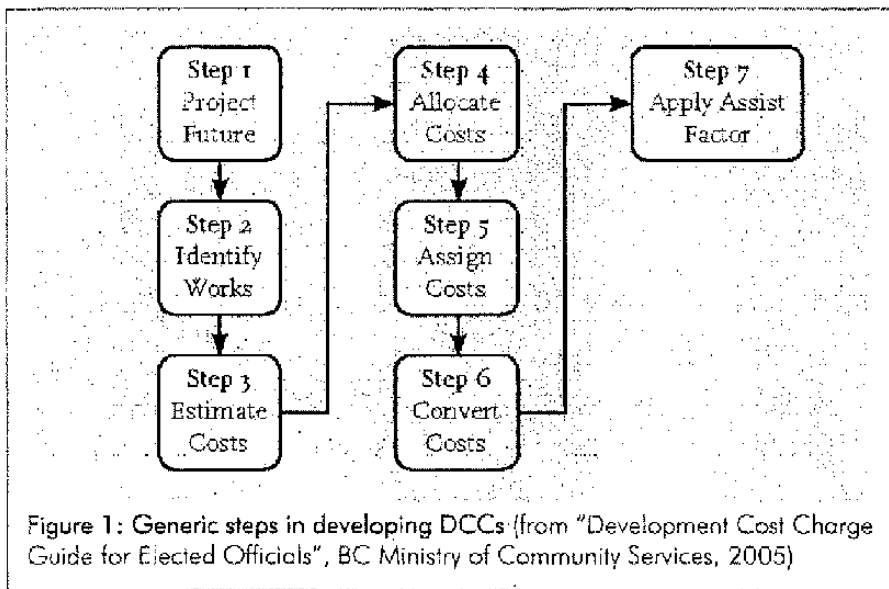 Step 1
Project
Future
Step 2
Identify
Works
Step 3
Estimate
Costs
Step 4
Allocate
Costs
Step 5
Assign
Costs
Step 6
Convert
Costs
Step 7
Apply Assist
Factor
Figure 1: Generic steps in developing DCCs (from "Development Cost Charge
Guide for Elected Officials", BC Ministry of Community Services, 2005)